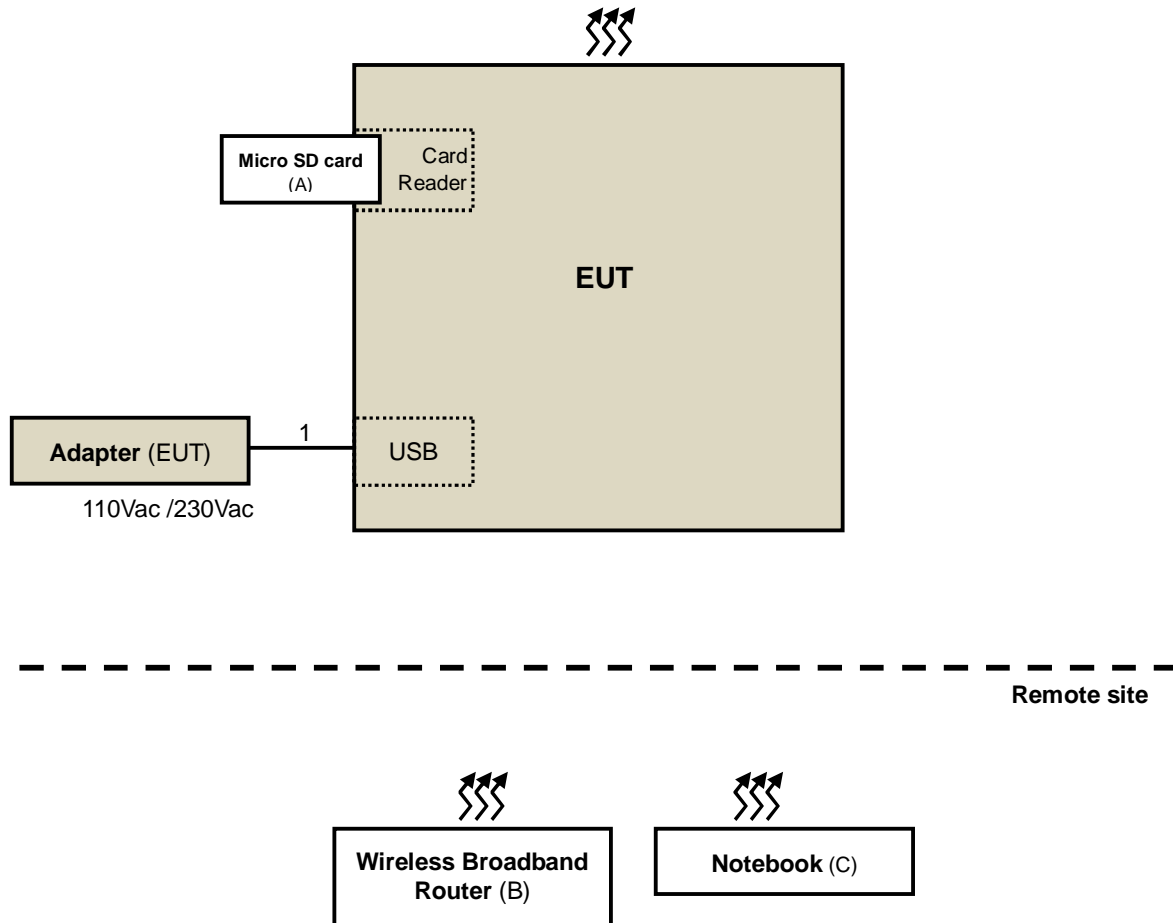 Micro SD card
(A)
Card
Reader
EUT
Adapter (EUT)
1
USB
110Vac /230Vac
Remote site
Wireless Broadband
Router (B)
Notebook (C)